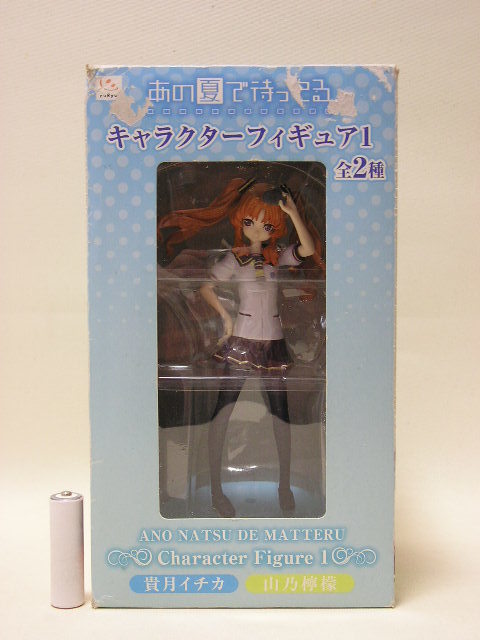 FuRyu
あの夏で待ってる
キャラクターフィギュア1
全2種
ANO NATSU DE MATTERU
Character Figure 1
貴月イチカ 山乃檸檬